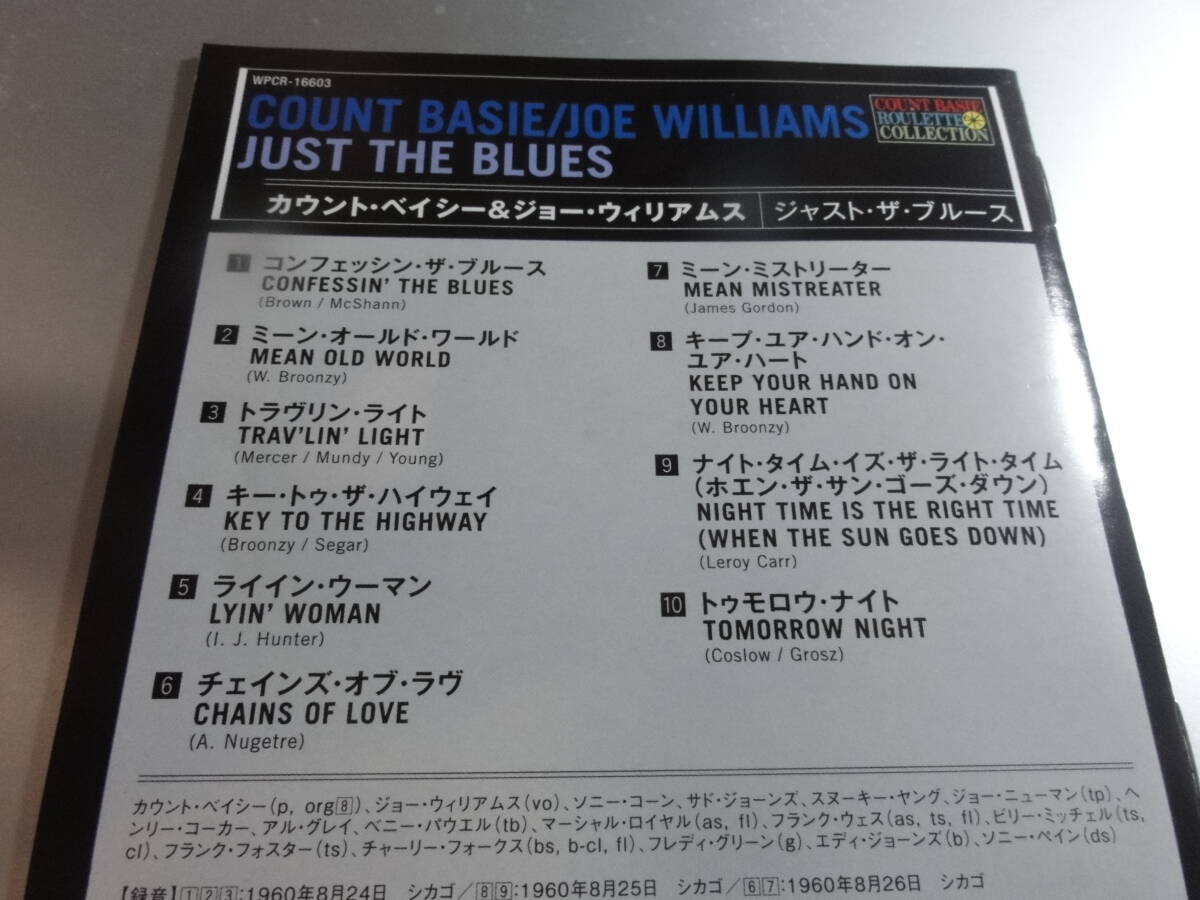 WPCR-16603
COUNT BASIE/JOE WILLIAMS
JUST THE BLUES
COUNT BASIE
ROULETTE
COLLECTION
カウント・ベイシー&ジョー・ウィリアムス | ジャスト・ザ・ブルース
1 コンフェッシン・ザ・ブルース
CONFESSIN' THE BLUES
(Brown / McShann)
2 ミーン・オールド・ワールド
MEAN OLD WORLD
(W. Broonzy)
3 トラヴリン・ライト
TRAV'LIN' LIGHT
(Mercer / Mundy / Young)
4 キー・トゥ・ザ・ハイウェイ
KEY TO THE HIGHWAY
(Broonzy / Segar)
5 ライイン・ウーマン
LYIN' WOMAN
(I. J. Hunter)
6 チェインズ・オブ・ラヴ
CHAINS OF LOVE
(A. Nugetre)
7 ミーン・ミストリーター
MEAN MISTREATER
(James Gordon)
8 キープ・ユア・ハンド・オン・
ユア・ハート
KEEP YOUR HAND ON
YOUR HEART
(W. Broonzy)
9 ナイト・タイム・イズ・ザ・ライト・タイム
(ホエン・ザ・サン・ゴーズ・ダウン)
NIGHT TIME IS THE RIGHT TIME
(WHEN THE SUN GOES DOWN)
(Leroy Carr)
10 トゥモロウ・ナイト
TOMORROW NIGHT
(Coslow / Grosz)
カウント・ベイシー(p, org8)、ジョー・ウィリアムス(vo)、ソニー・コーン、サド・ジョーンズ、スヌーキー・ヤング、ジョー・ニューマン(tp)、ヘ
ンリー・コーカー、アル・グレイ、ベニー・パウエル(tb)、マーシャル・ロイヤル(as, fl)、フランク・ウェス(as, ts, fl)、ビリー・ミッチェル(ts,
cl)、フランク・フォスター(ts)、チャーリー・フォークス(bs, b-cl, fl)、フレディ・グリーン(g)、エディ・ジョーンズ(b)、ソニー・ペイン(ds)
【録音】1 2 3:1960年8月24日 シカゴ/8 9:1960年8月25日 シカゴ/6 7:1960年8月26日 シカゴ